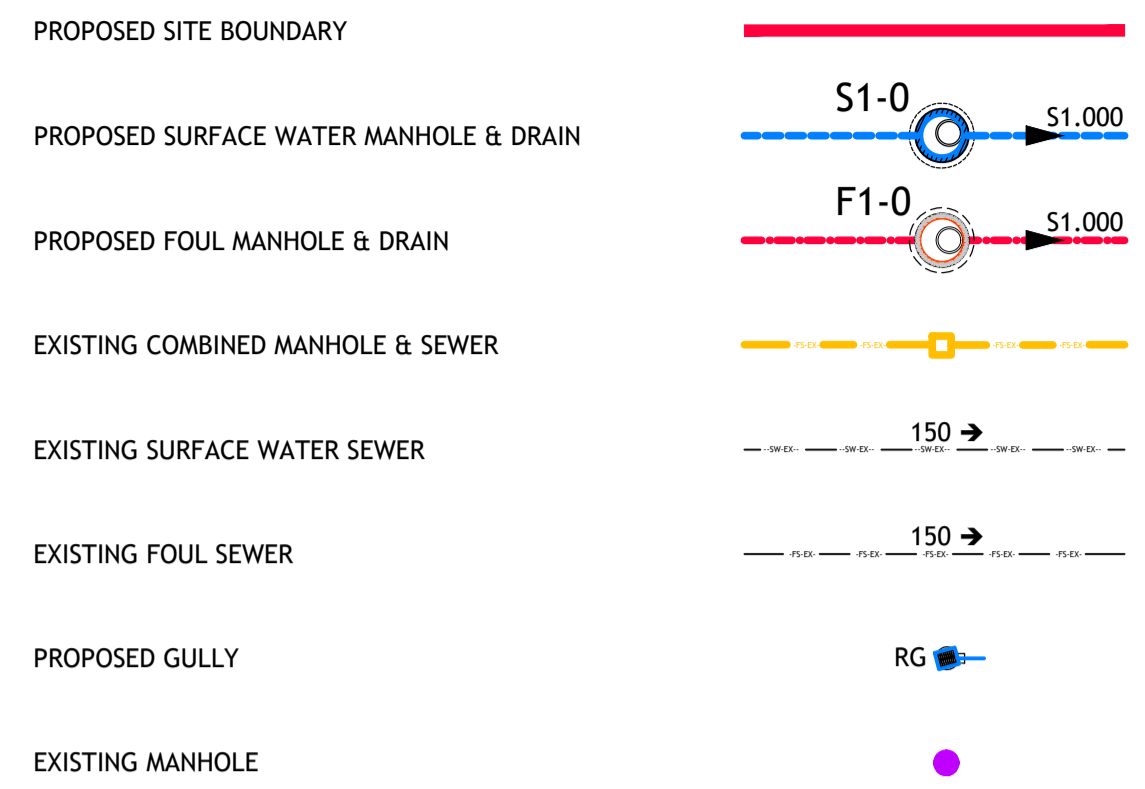 PROPOSED SITE BOUNDARY
S1-0
S1.000
PROPOSED SURFACE WATER MANHOLE & DRAIN
F1-0
S1.000
PROPOSED FOUL MANHOLE & DRAIN
EXISTING COMBINED MANHOLE & SEWER
-FS-EX- -FS-EX- -FS-EX- -FS-EX-
150 ➔
EXISTING SURFACE WATER SEWER
--SW-EX-- --SW-EX-- --SW-EX-- --SW-EX-- --SW-EX--
150 ➔
EXISTING FOUL SEWER
-FS-EX- -FS-EX- -FS-EX- -FS-EX- -FS-EX-
PROPOSED GULLY
RG
EXISTING MANHOLE